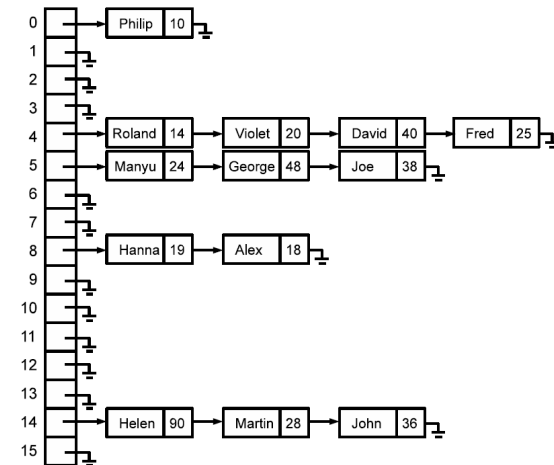 0 Philip 10
1
2
3
4 Roland 14 Violet 20 David 40 Fred 25
5 Manyu 24 George 48 Joe 38
6
7
8 Hanna 19 Alex 18
9
10
11
12
13
14 Helen 90 Martin 28 John 36
15